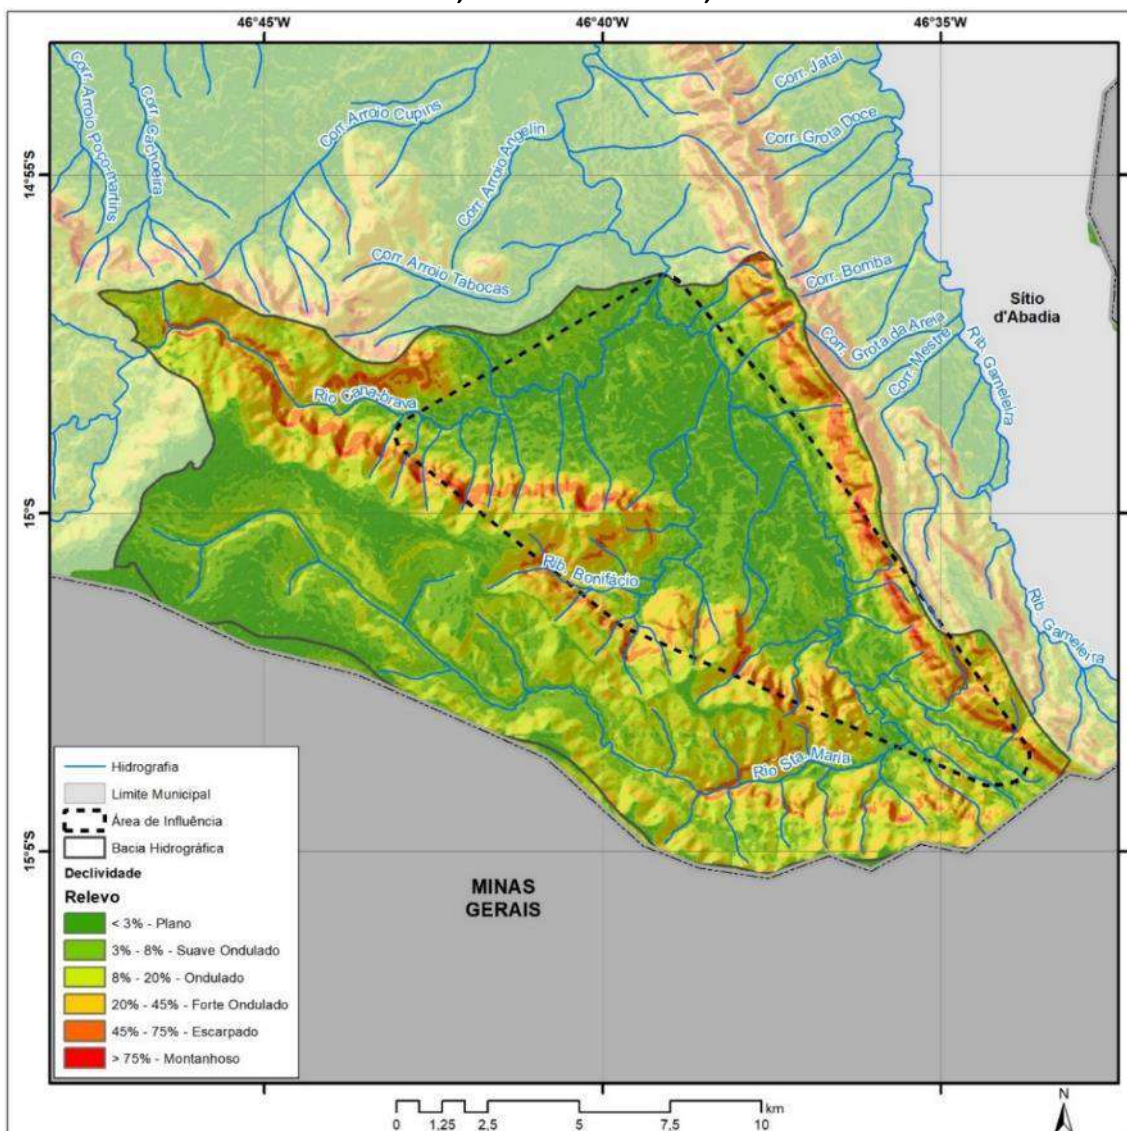 46°45'W 46°40'W 46°35'W
14°55'S
15°S
15°5'S
Corr. Arroio Poço-martins
Corr. Cachoeira
Corr. Arroio Cupins
Corr. Arroio Angelin
Corr. Jataí
Corr. Grota Doce
Corr. Arroio Tabocas
Corr. Bomba
Sítio
d'Abadia
Corr. Grota da Areia
Corr. Mestre
Rib. Gameleira
Rio Cana-brava
Rib. Bonifácio
Rib. Gameleira
Rio Sta. Maria
MINAS
GERAIS
Hidrografia
Limite Municipal
Área de Influência
Bacia Hidrográfica
Declividade
Relevo
< 3% - Plano
3% - 8% - Suave Ondulado
8% - 20% - Ondulado
20% - 45% - Forte Ondulado
45% - 75% - Escarpado
> 75% - Montanhoso
0 1,25 2,5 5 7,5 10 km
N